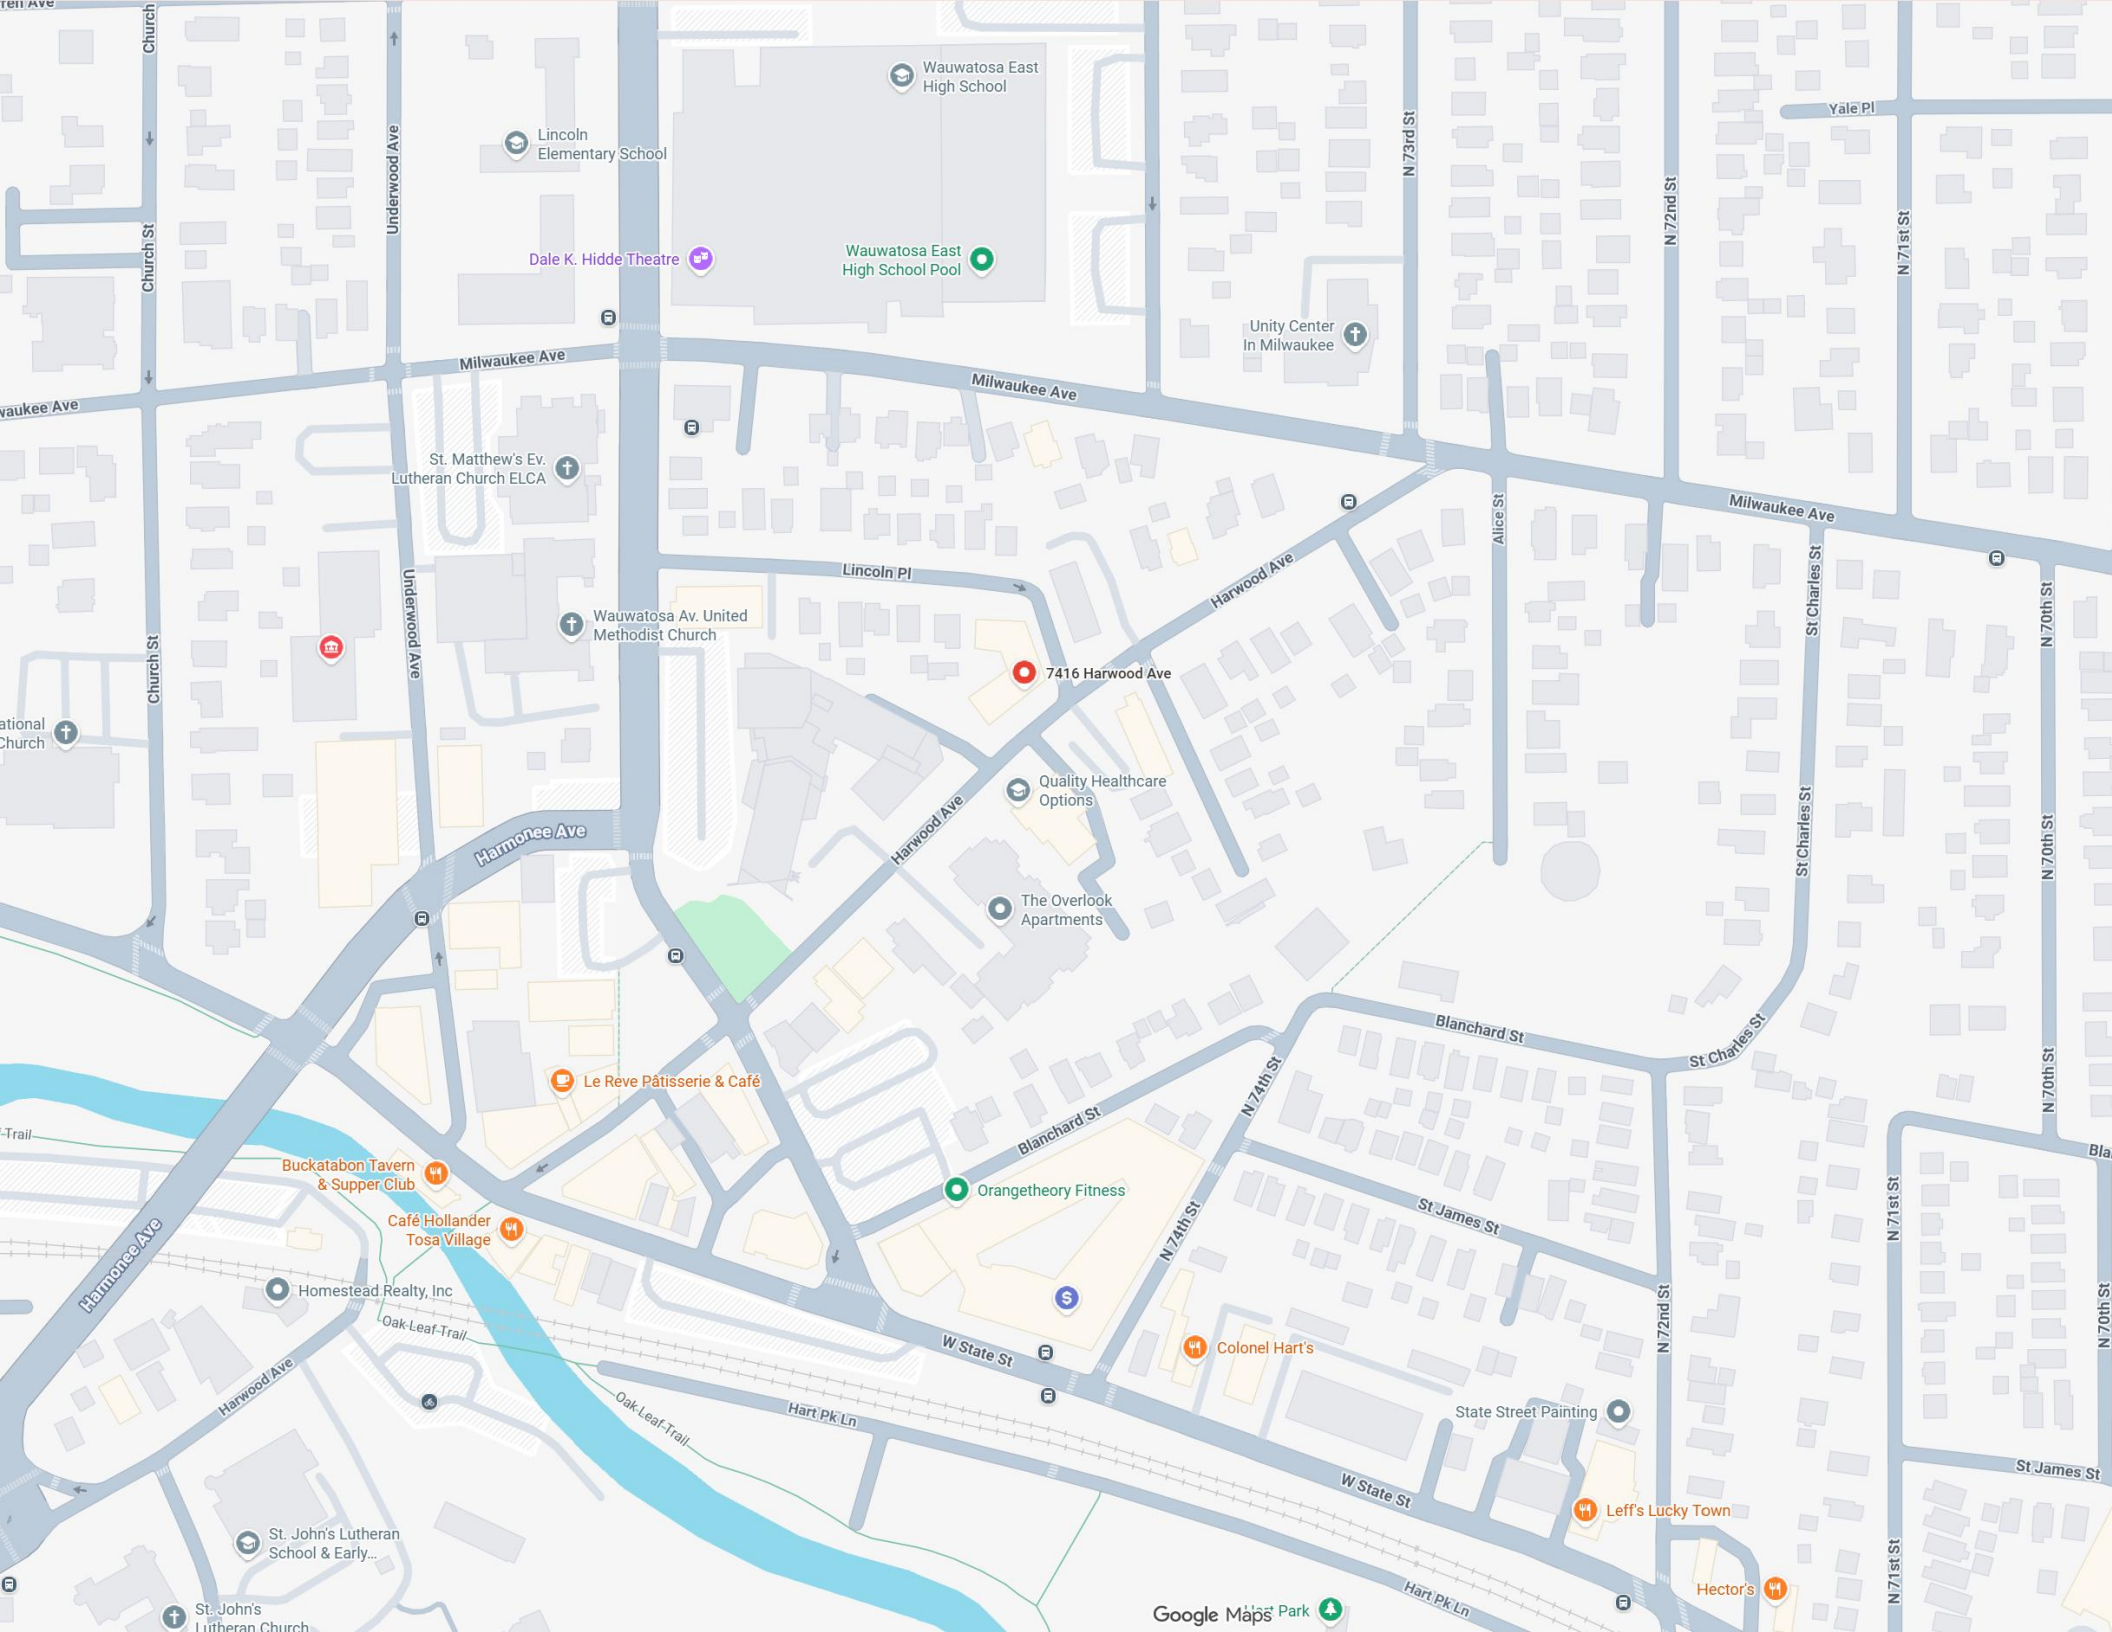 ren Ave
Church
Wauwatosa East
High School
Yale Pl
Lincoln
Elementary School
Underwood Ave
N 73rd St
N 72nd St
N 71st St
Church St
Dale K. Hidde Theatre
Wauwatosa East
High School Pool
Unity Center
In Milwaukee
Milwaukee Ave
Milwaukee Ave
waukee Ave
St. Matthew's Ev.
Lutheran Church ELCA
Milwaukee Ave
Alice St
Lincoln Pl
Harwood Ave
St Charles St
N 70th St
Underwood Ave
Wauwatosa Av. United
Methodist Church
Church St
7416 Harwood Ave
ational
Church
Quality Healthcare
Options
Harmonee Ave
Harwood Ave
St Charles St
N 70th St
The Overlook
Apartments
Blanchard St
St Charles St
Le Reve Pâtisserie & Café
N 74th St
N 70th St
-Trail
Blanchard St
Bla
Buckatabon Tavern
& Supper Club
Orangetheory Fitness
Café Hollander
Tosa Village
St James St
N 71st St
N 74th St
Harmonee Ave
Homestead Realty, Inc
$
Oak Leaf Trail
W State St
Colonel Hart's
N 72nd St
N 70th St
Harwood Ave
Oak Leaf Trail
Hart Pk Ln
State Street Painting
St James St
W State St
Leff's Lucky Town
St. John's Lutheran
School & Early...
N 71st St
Hector's
Hart Pk Ln
St. John's
Lutheran Church
Google Maps
Hart Park